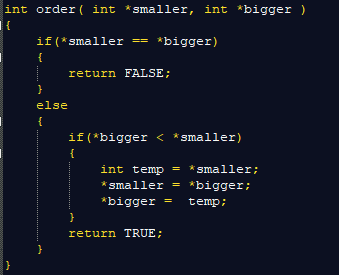 int order( int *smaller, int *bigger )
{
    if(*smaller == *bigger)
    {
        return FALSE;
    }
    else
    {
        if(*bigger < *smaller)
        {
            int temp = *smaller;
            *smaller = *bigger;
            *bigger =  temp;
        }
        return TRUE;
    }
}